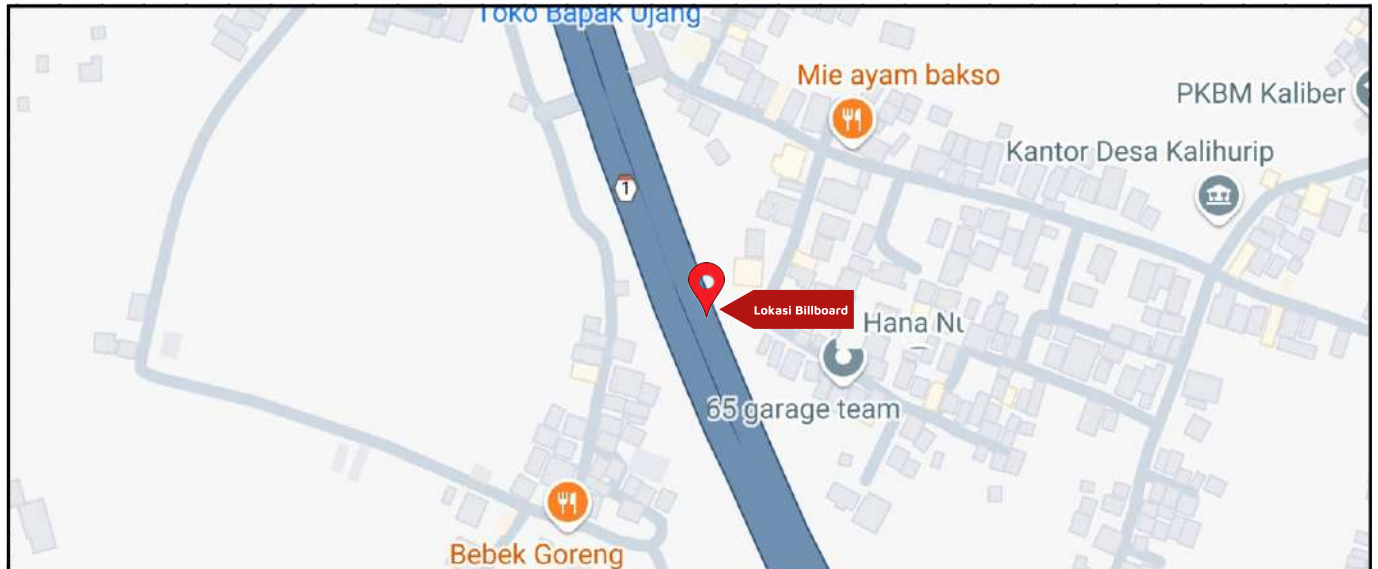 Toko Bapak Ujang
Mie ayam bakso
PKBM Kaliber
Kantor Desa Kalihurip
1
Lokasi Billboard
Hana Nu
65 garage team
Bebek Goreng